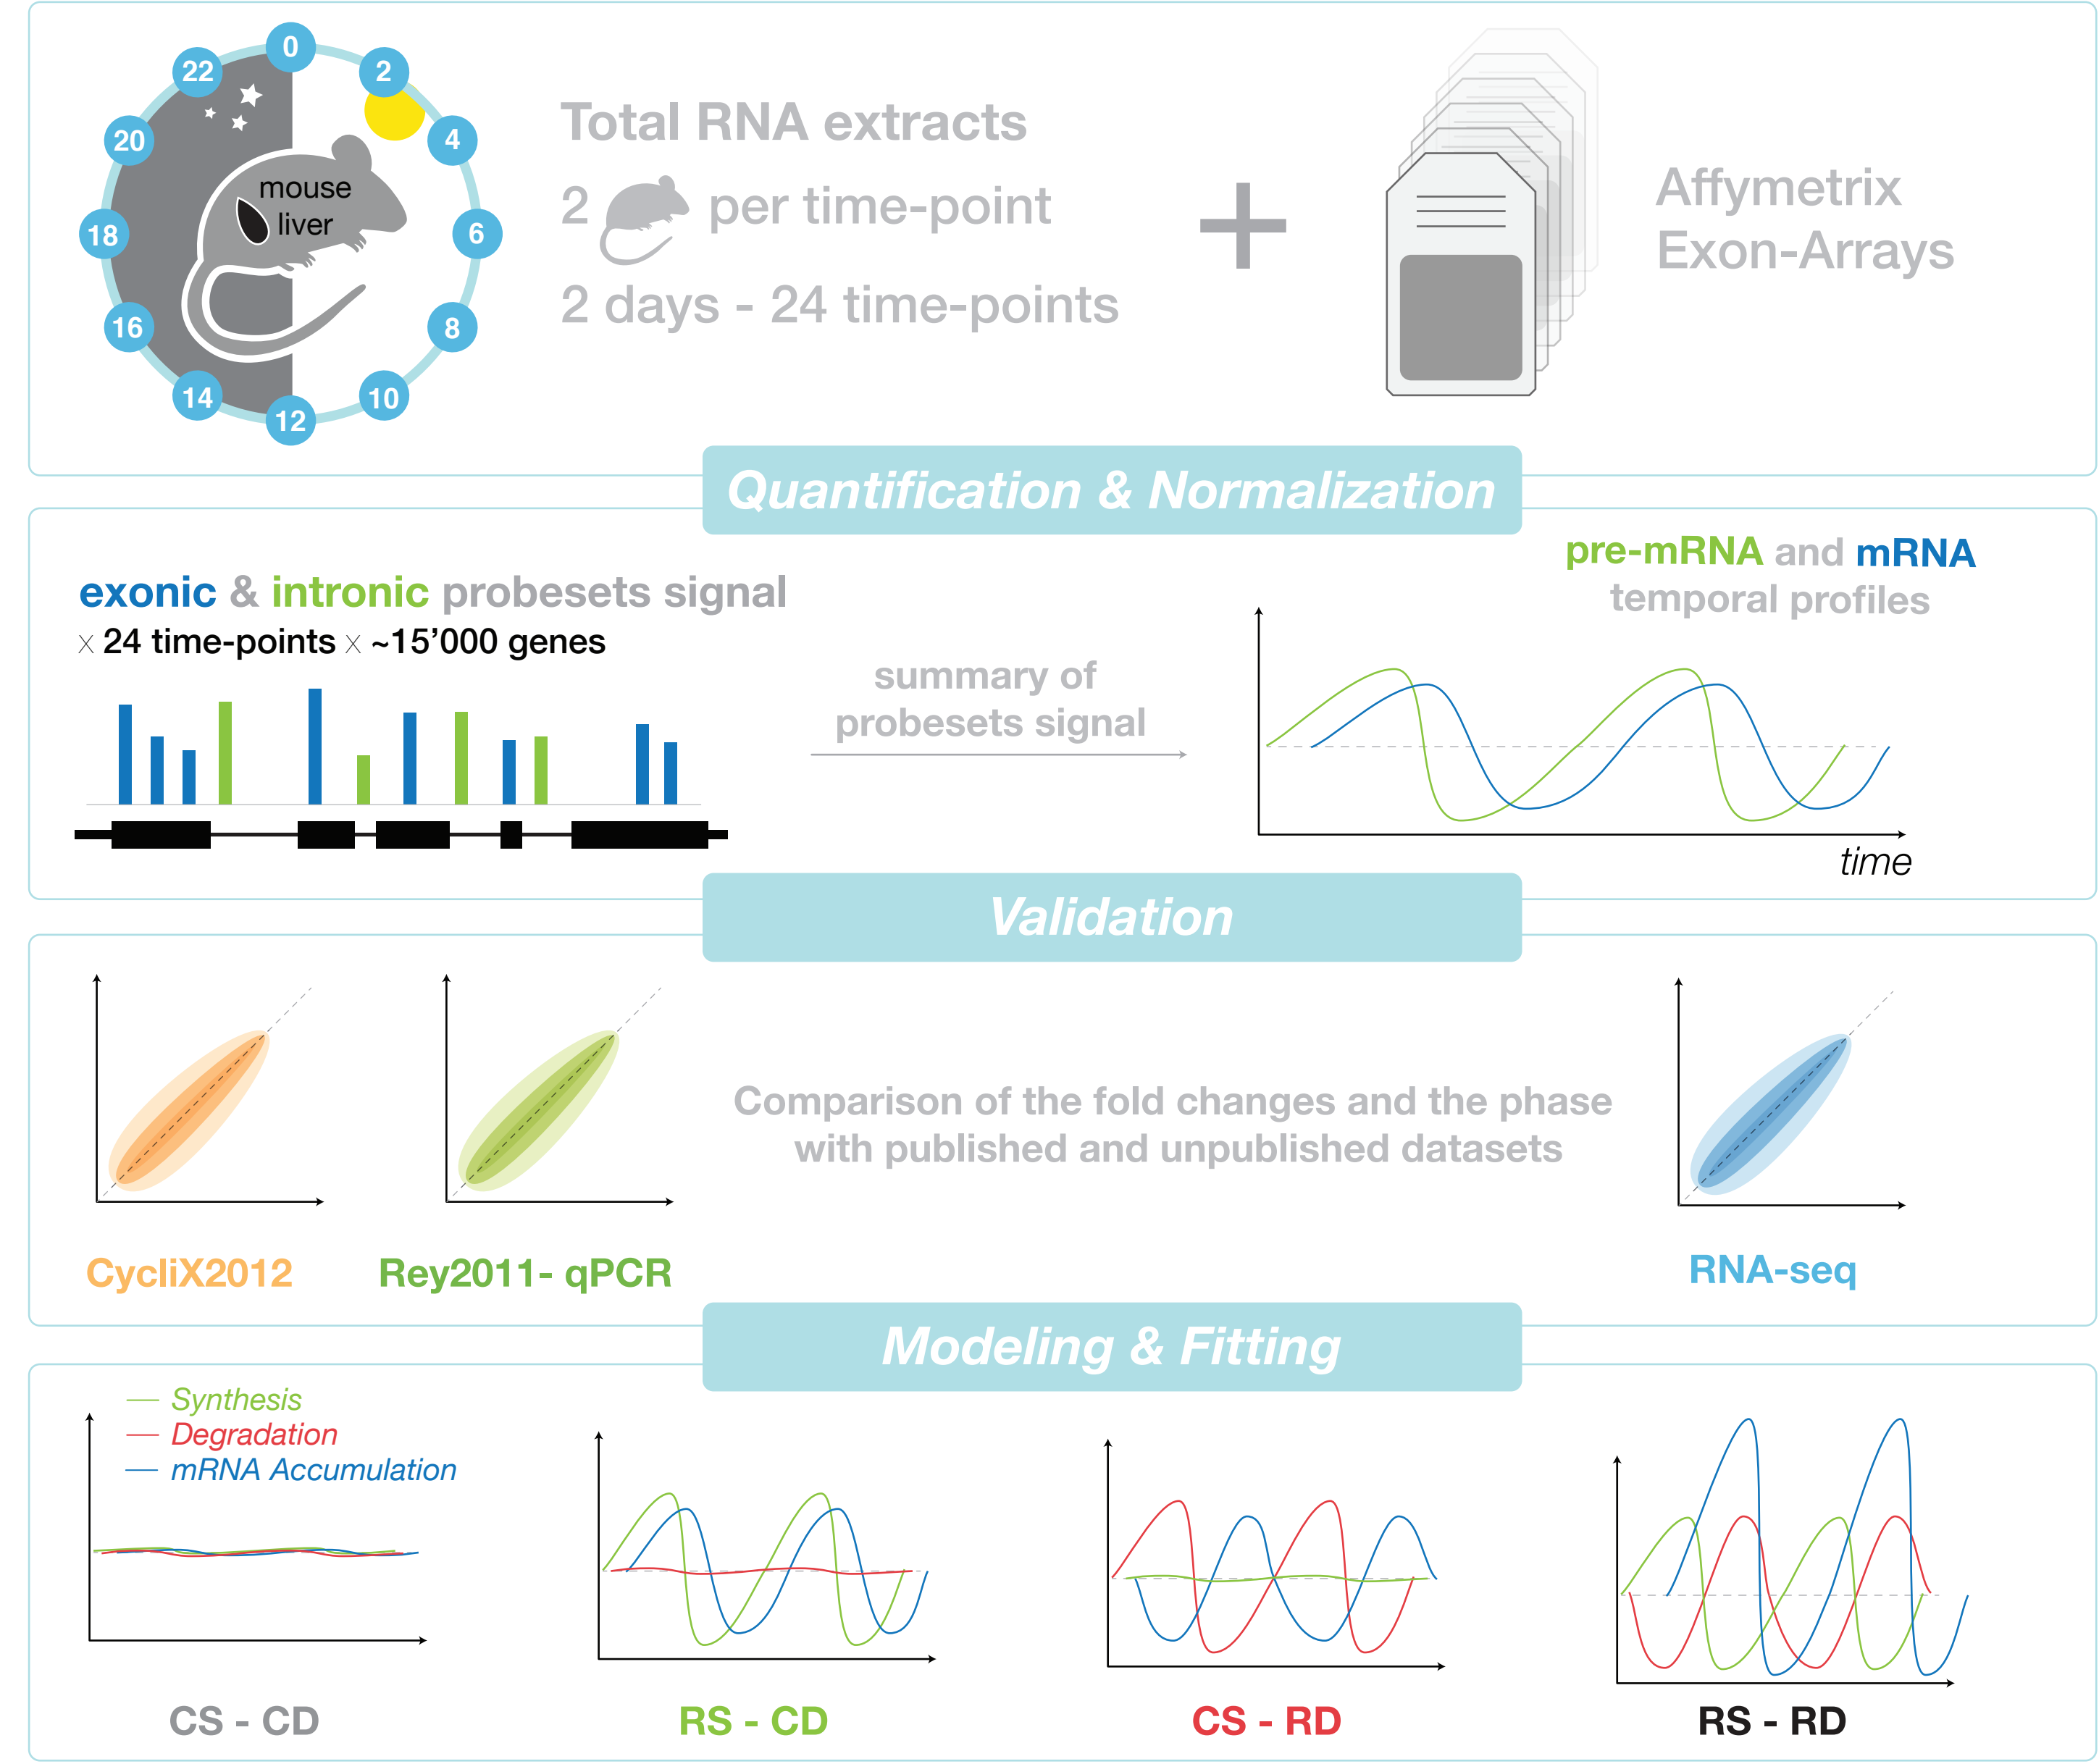 0
2
4
6
8
10
12
14
16
18
20
22
mouse
liver
Total RNA extracts
2 per time-point
2 days - 24 time-points
+
Affymetrix
Exon-Arrays
Quantification & Normalization
exonic & intronic probesets signal
x 24 time-points x ~15’000 genes
summary of
probesets signal
pre-mRNA and mRNA
temporal profiles
time
Validation
Comparison of the fold changes and the phase
with published and unpublished datasets
CycliX2012
Rey2011- qPCR
RNA-seq
Modeling & Fitting
Synthesis
Degradation
mRNA Accumulation
CS - CD
RS - CD
CS - RD
RS - RD